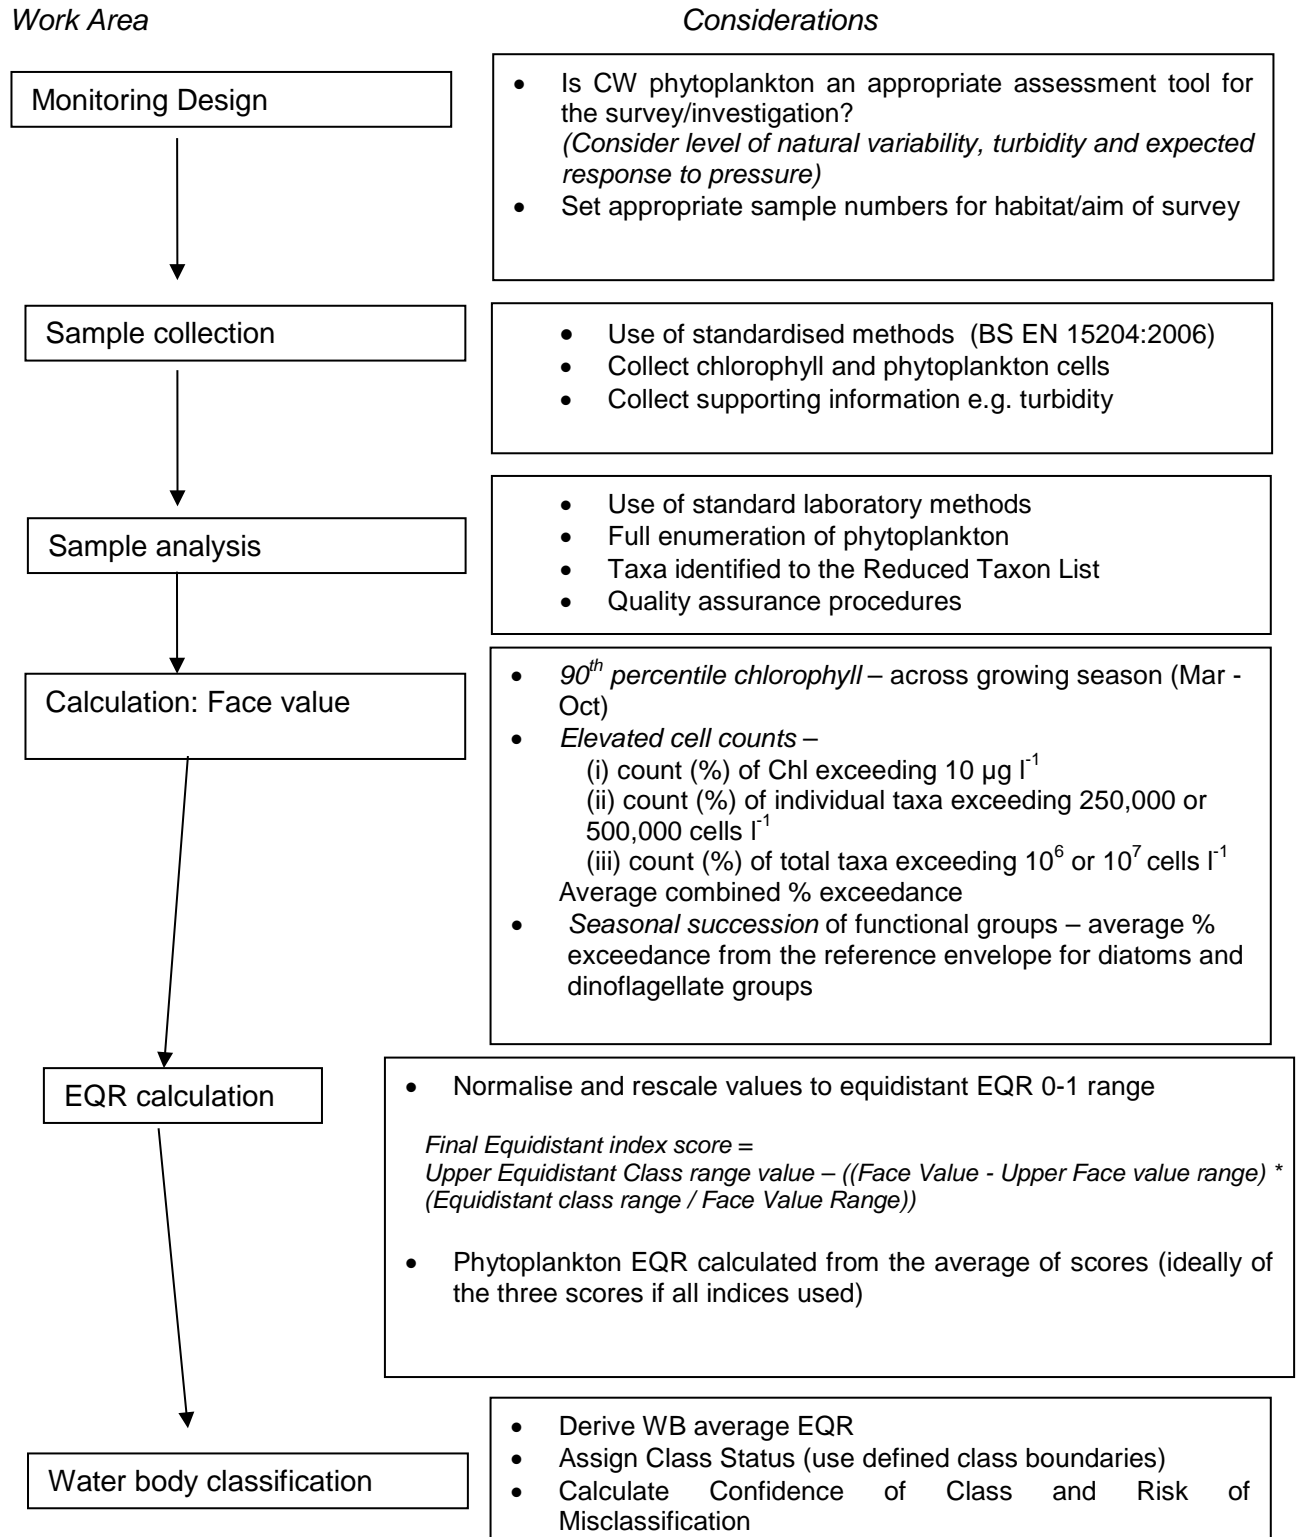 Work Area
Considerations
Monitoring Design
• Is CW phytoplankton an appropriate assessment tool for
the survey/investigation?
(Consider level of natural variability, turbidity and expected
response to pressure)
• Set appropriate sample numbers for habitat/aim of survey
Sample collection
• Use of standardised methods (BS EN 15204:2006)
• Collect chlorophyll and phytoplankton cells
• Collect supporting information e.g. turbidity
Sample analysis
• Use of standard laboratory methods
• Full enumeration of phytoplankton
• Taxa identified to the Reduced Taxon List
• Quality assurance procedures
Calculation: Face value
• 90th percentile chlorophyll – across growing season (Mar -
Oct)
• Elevated cell counts –
(i) count (%) of Chl exceeding 10 µg l-1
(ii) count (%) of individual taxa exceeding 250,000 or
500,000 cells l-1
(iii) count (%) of total taxa exceeding 10^6 or 10^7 cells l-1
Average combined % exceedance
• Seasonal succession of functional groups – average %
exceedance from the reference envelope for diatoms and
dinoflagellate groups
EQR calculation
• Normalise and rescale values to equidistant EQR 0-1 range
Final Equidistant index score =
Upper Equidistant Class range value – ((Face Value - Upper Face value range) *
(Equidistant class range / Face Value Range))
• Phytoplankton EQR calculated from the average of scores (ideally of
the three scores if all indices used)
Water body classification
• Derive WB average EQR
• Assign Class Status (use defined class boundaries)
• Calculate Confidence of Class and Risk of
Misclassification